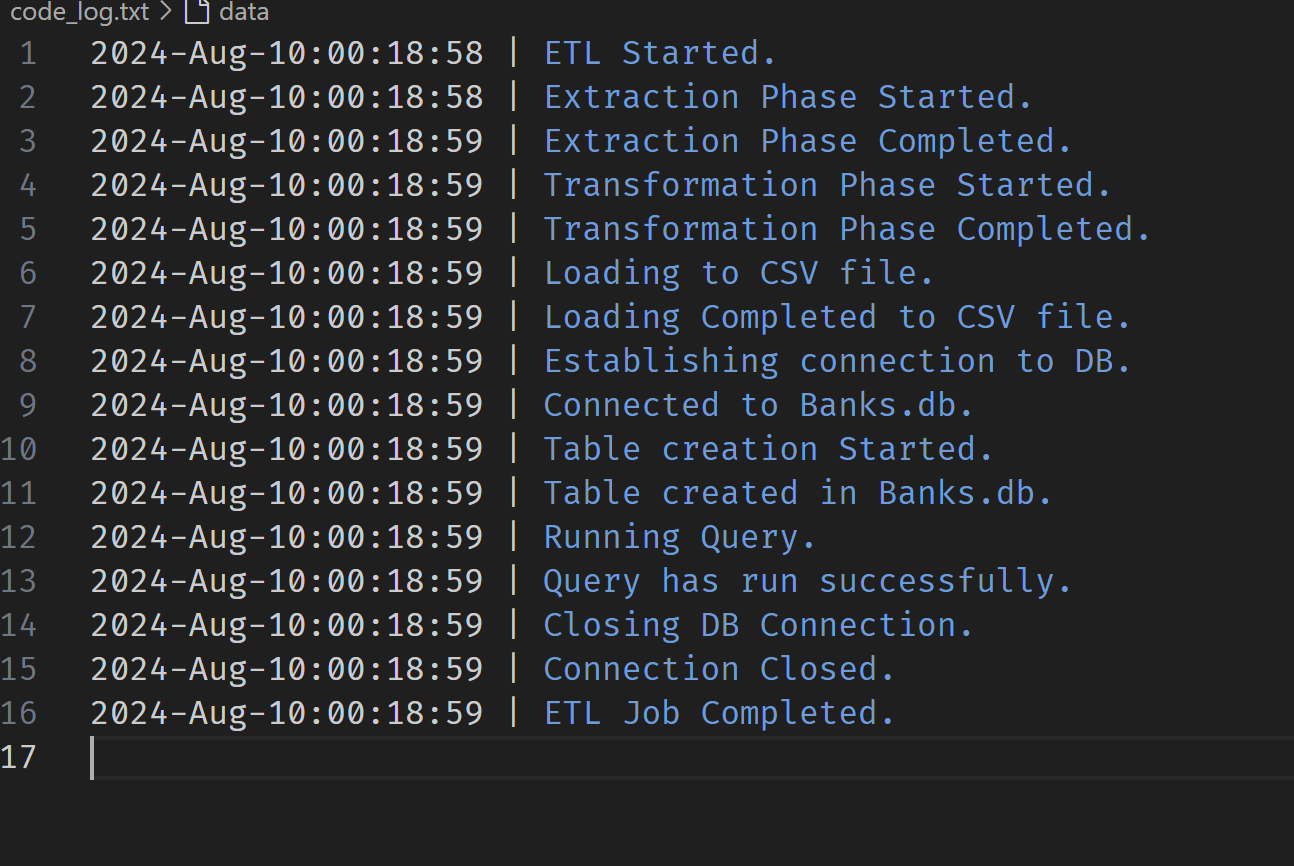 code_log.txt > data
1 2024-Aug-10:00:18:58 | ETL Started.
2 2024-Aug-10:00:18:58 | Extraction Phase Started.
3 2024-Aug-10:00:18:59 | Extraction Phase Completed.
4 2024-Aug-10:00:18:59 | Transformation Phase Started.
5 2024-Aug-10:00:18:59 | Transformation Phase Completed.
6 2024-Aug-10:00:18:59 | Loading to CSV file.
7 2024-Aug-10:00:18:59 | Loading Completed to CSV file.
8 2024-Aug-10:00:18:59 | Establishing connection to DB.
9 2024-Aug-10:00:18:59 | Connected to Banks.db.
10 2024-Aug-10:00:18:59 | Table creation Started.
11 2024-Aug-10:00:18:59 | Table created in Banks.db.
12 2024-Aug-10:00:18:59 | Running Query.
13 2024-Aug-10:00:18:59 | Query has run successfully.
14 2024-Aug-10:00:18:59 | Closing DB Connection.
15 2024-Aug-10:00:18:59 | Connection Closed.
16 2024-Aug-10:00:18:59 | ETL Job Completed.
17